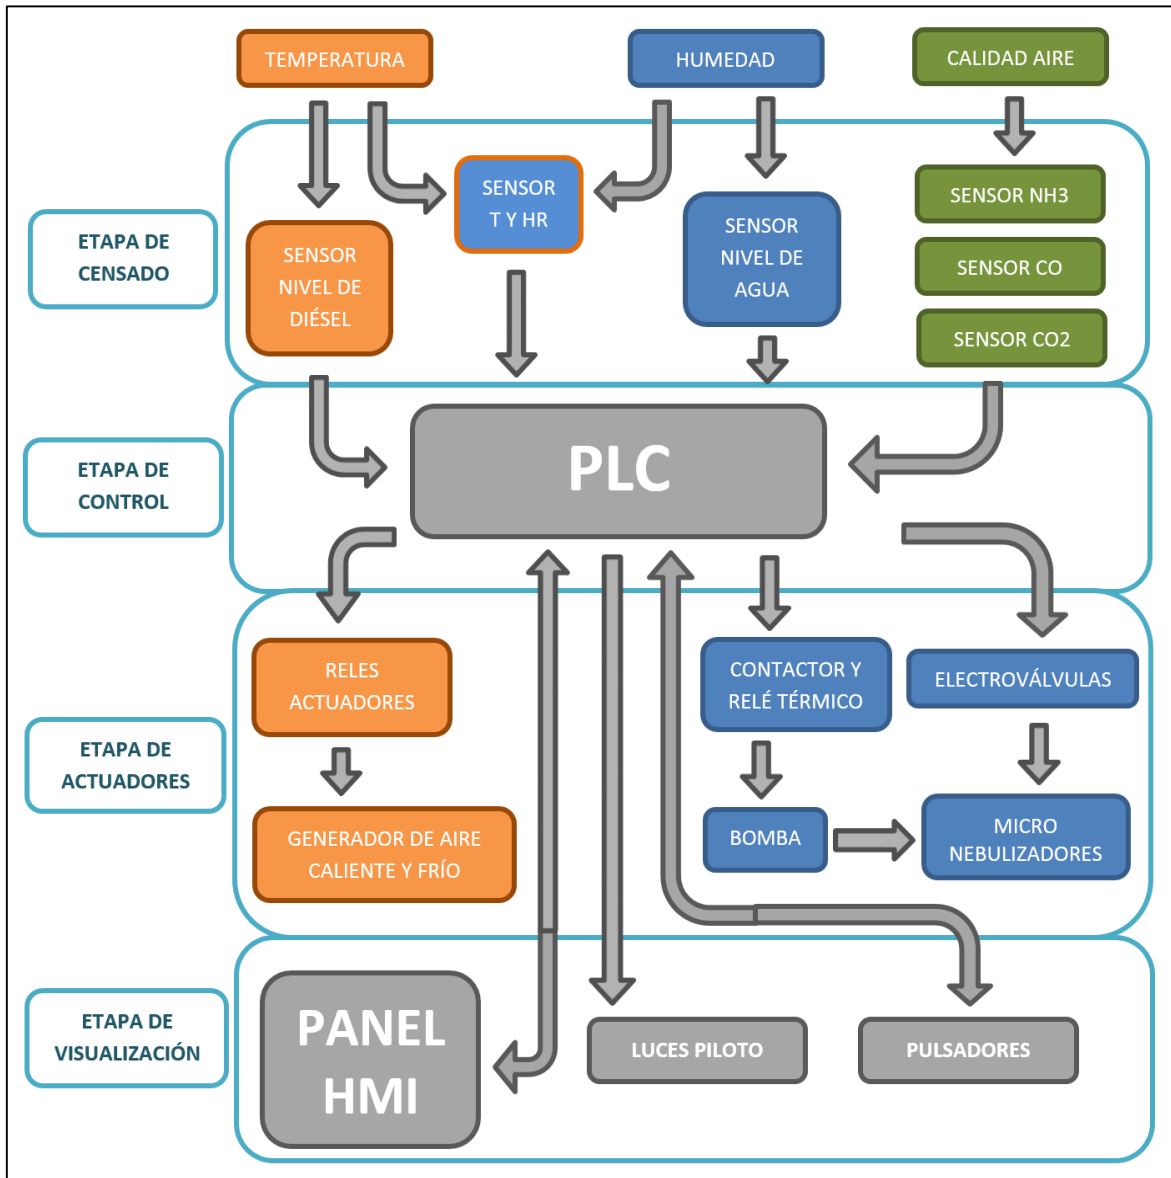 TEMPERATURA
HUMEDAD
CALIDAD AIRE
ETAPA DE
CENSADO
SENSOR
NIVEL DE
DIÉSEL
SENSOR
T Y HR
SENSOR
NIVEL DE
AGUA
SENSOR NH3
SENSOR CO
SENSOR CO2
ETAPA DE
CONTROL
PLC
ETAPA DE
ACTUADORES
RELES
ACTUADORES
CONTACTOR Y
RELÉ TÉRMICO
ELECTROVÁLVULAS
GENERADOR DE AIRE
CALIENTE Y FRÍO
BOMBA
MICRO
NEBULIZADORES
ETAPA DE
VISUALIZACIÓN
PANEL
HMI
LUCES PILOTO
PULSADORES